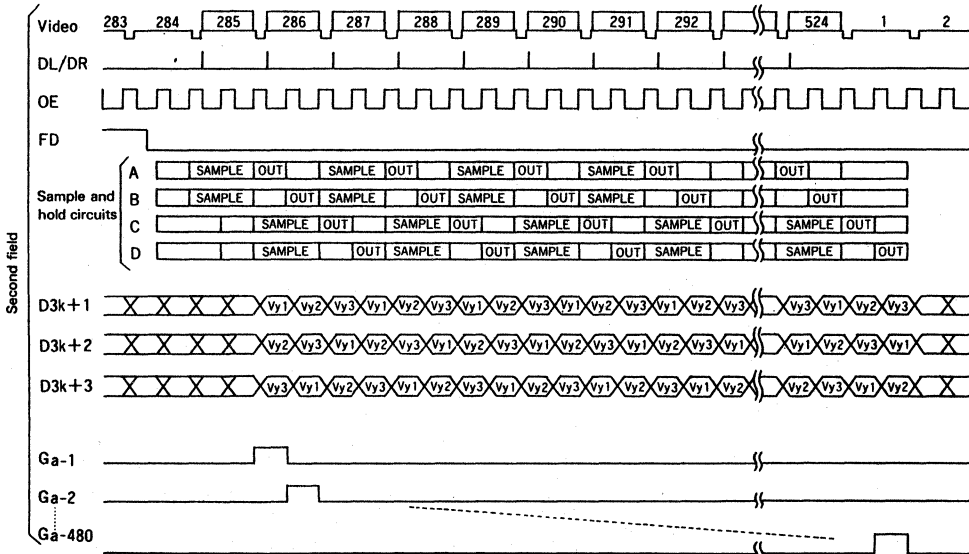 Second field
Video 283 284 285 286 287 288 289 290 291 292 524 1 2
DL/DR
OE
FD
Sample and hold circuits
A SAMPLE OUT SAMPLE OUT SAMPLE OUT SAMPLE OUT OUT
B SAMPLE OUT SAMPLE OUT SAMPLE OUT SAMPLE OUT OUT
C SAMPLE OUT SAMPLE OUT SAMPLE OUT SAMPLE OUT SAMPLE OUT
D SAMPLE OUT SAMPLE OUT SAMPLE OUT SAMPLE SAMPLE OUT
D3k+1 Vy1 Vy2 Vy3 Vy1 Vy2 Vy3 Vy1 Vy2 Vy3 Vy1 Vy2 Vy3 Vy1 Vy2 Vy3 Vy3 Vy1 Vy2 Vy3
D3k+2 Vy2 Vy3 Vy1 Vy2 Vy3 Vy1 Vy2 Vy3 Vy1 Vy2 Vy3 Vy1 Vy2 Vy3 Vy1 Vy1 Vy2 Vy3 Vy1
D3k+3 Vy3 Vy1 Vy2 Vy3 Vy1 Vy2 Vy3 Vy1 Vy2 Vy3 Vy1 Vy2 Vy3 Vy1 Vy2 Vy2 Vy3 Vy1 Vy2
Ga-1
Ga-2
Ga-480